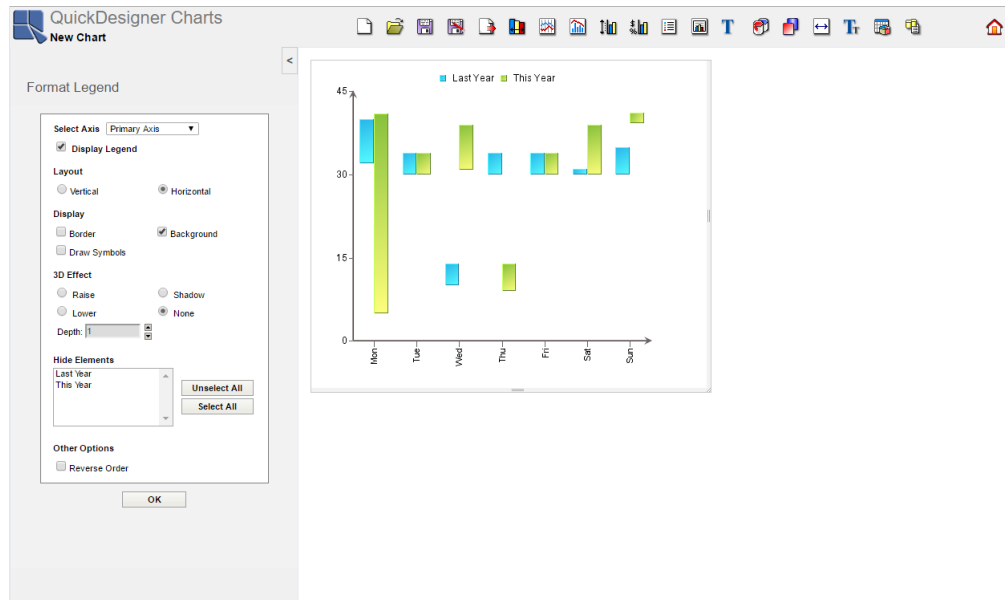 QuickDesigner Charts
New Chart
<
Format Legend
Select Axis Primary Axis
Display Legend
Layout
Vertical Horizontal
Display
Border Background
Draw Symbols
3D Effect
Raise Shadow
Lower None
Depth: 1
Hide Elements
Last Year
This Year
Unselect All
Select All
Other Options
Reverse Order
OK
Last Year This Year
45
30
15
0
Mon Tue Wed Thu Fri Sat Sun